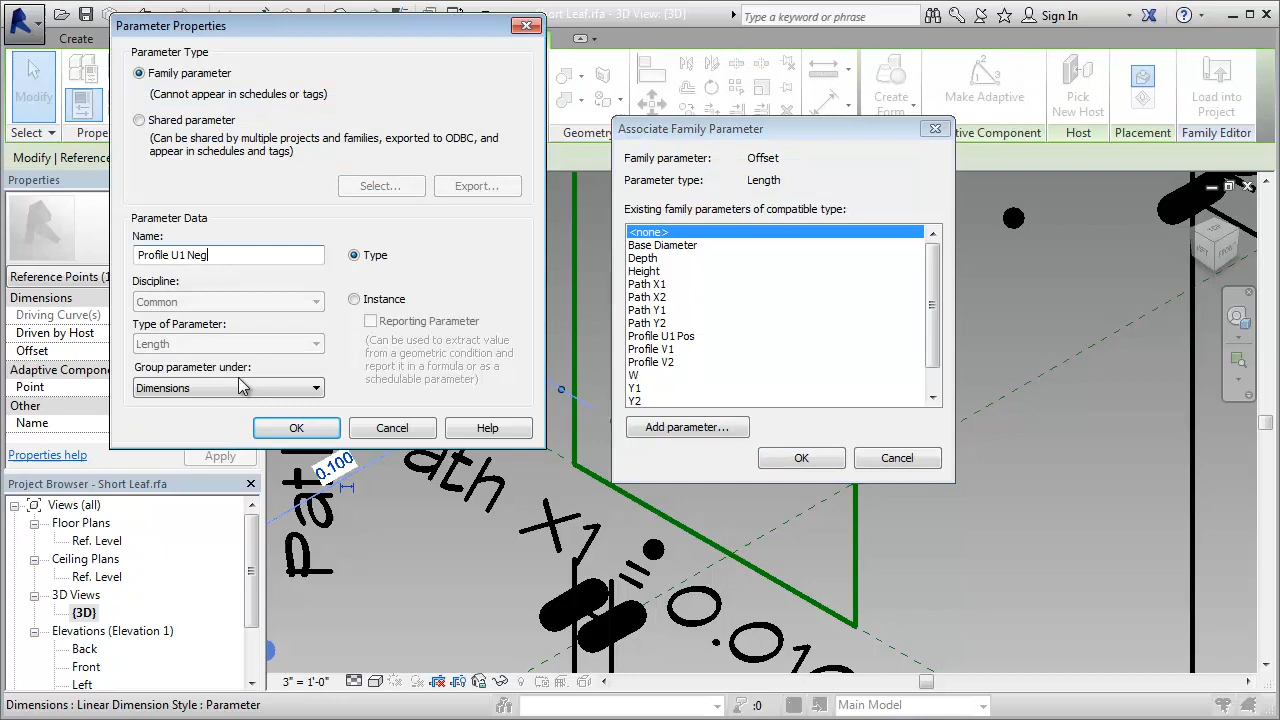 Short Leaf.rfa - 3D View: {3D}
Type a keyword or phrase
Sign In
Create
Modify
Select
Geometry
Create Form
Make Adaptive
Adaptive Component
Pick New Host
Host
Placement
Load into Project
Family Editor
Modify | Reference
Parameter Properties
Parameter Type
Family parameter
(Cannot appear in schedules or tags)
Shared parameter
(Can be shared by multiple projects and families, exported to ODBC, and
appear in schedules and tags)
Select...
Export...
Parameter Data
Name:
Profile U1 Neg
Type
Discipline:
Common
Instance
Type of Parameter:
Reporting Parameter
Length
(Can be used to extract value
from a geometric condition and
report it in a formula or as a
schedulable parameter)
Group parameter under:
Dimensions
OK
Cancel
Help
Associate Family Parameter
Family parameter: Offset
Parameter type: Length
Existing family parameters of compatible type:
<none>
Base Diameter
Depth
Height
Path X1
Path X2
Path Y1
Path Y2
Profile U1 Pos
Profile V1
Profile V2
W
Y1
Y2
Add parameter...
OK
Cancel
Properties
Reference Points (1
Dimensions
Driving Curve(s)
Driven by Host
Offset
Adaptive Compone
Point
Other
Name
Properties help
Apply
Project Browser - Short Leaf.rfa
Views (all)
Floor Plans
Ref. Level
Ceiling Plans
Ref. Level
3D Views
{3D}
Elevations (Elevation 1)
Back
Front
Left
0.100
Path X1 = 0.010
3" = 1'-0"
Dimensions : Linear Dimension Style : Parameter
:0
Main Model